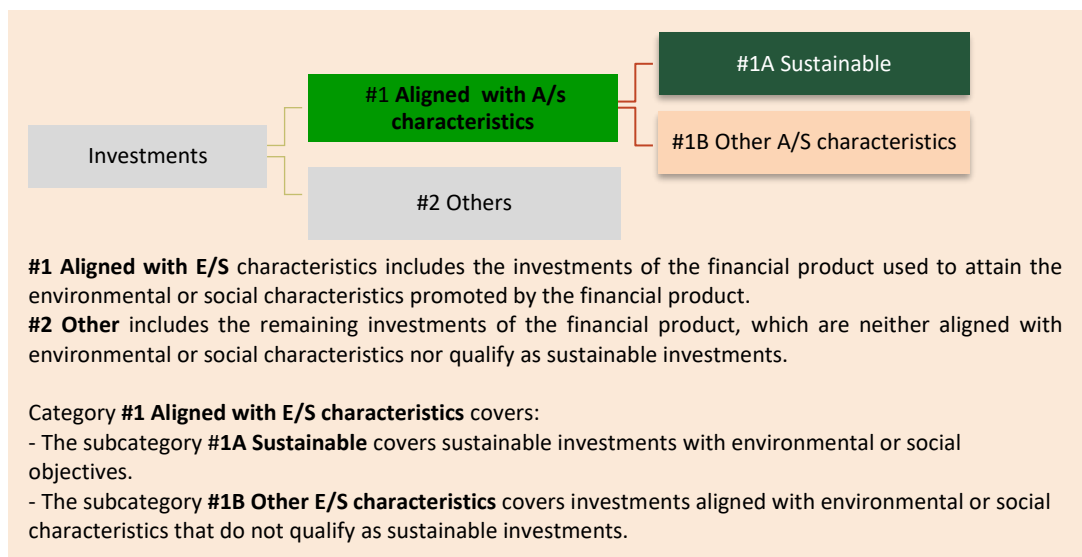 #1A Sustainable
#1 Aligned with A/s
characteristics
#1B Other A/S characteristics
Investments
#2 Others
#1 Aligned with E/S characteristics includes the investments of the financial product used to attain the
environmental or social characteristics promoted by the financial product.
#2 Other includes the remaining investments of the financial product, which are neither aligned with
environmental or social characteristics nor qualify as sustainable investments.
Category #1 Aligned with E/S characteristics covers:
- The subcategory #1A Sustainable covers sustainable investments with environmental or social
objectives.
- The subcategory #1B Other E/S characteristics covers investments aligned with environmental or social
characteristics that do not qualify as sustainable investments.